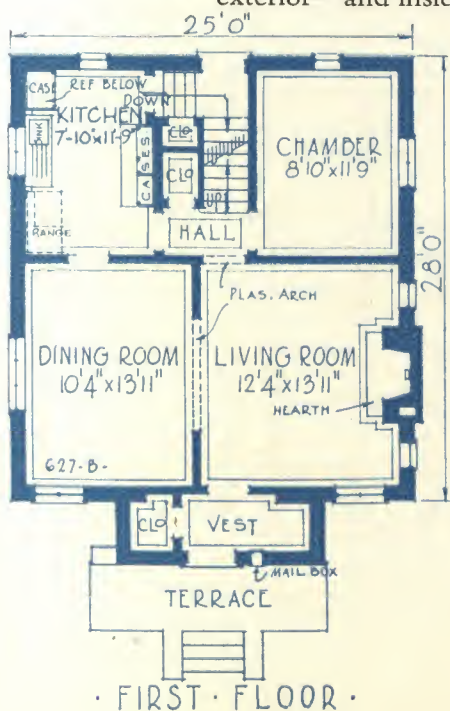 exterior—and insid
25'0"
CASE
REF BELOW
DOWN
KITCHEN
7'-10"x11'-9"
CLO
CHAMBER
8'10"x11'9"
CASES
CLO
UP
RANGE
HALL
28'0"
PLAS. ARCH
DINING ROOM
10'4"x13'11"
LIVING ROOM
12'4"x13'11"
HEARTH
627-B-
CLO
VEST
MAIL BOX
TERRACE
· FIRST · FLOOR ·